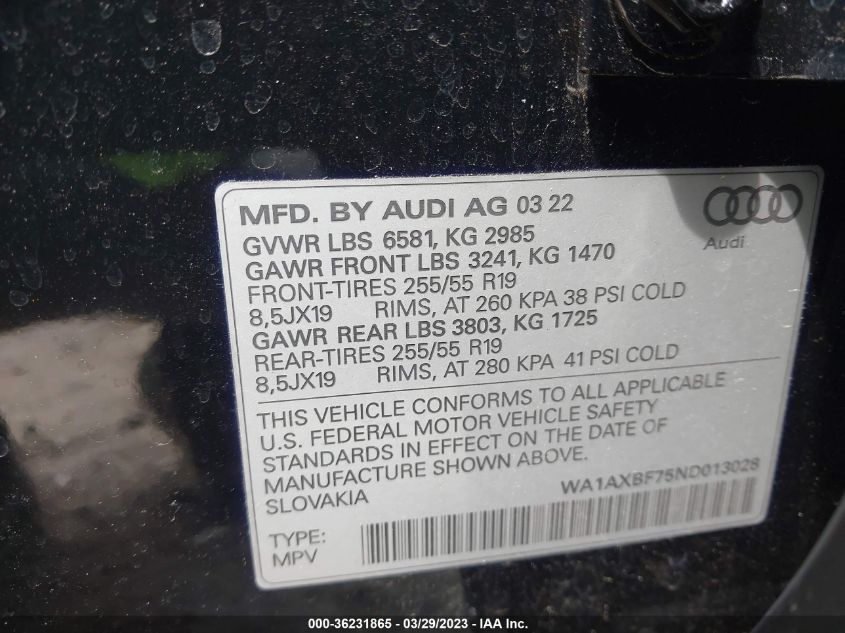 MFD. BY AUDI AG 03 22
GVWR LBS 6581, KG 2985
GAWR FRONT LBS 3241, KG 1470
FRONT-TIRES 255/55 R19
8,5JX19 RIMS, AT 260 KPA 38 PSI COLD
GAWR REAR LBS 3803, KG 1725
REAR-TIRES 255/55 R19
8,5JX19 RIMS, AT 280 KPA 41 PSI COLD
Audi
THIS VEHICLE CONFORMS TO ALL APPLICABLE
U.S. FEDERAL MOTOR VEHICLE SAFETY
STANDARDS IN EFFECT ON THE DATE OF
MANUFACTURE SHOWN ABOVE.
SLOVAKIA
WA1AXBF75ND013028
TYPE:
MPV
000-36231865 - 03/29/2023 - IAA Inc.